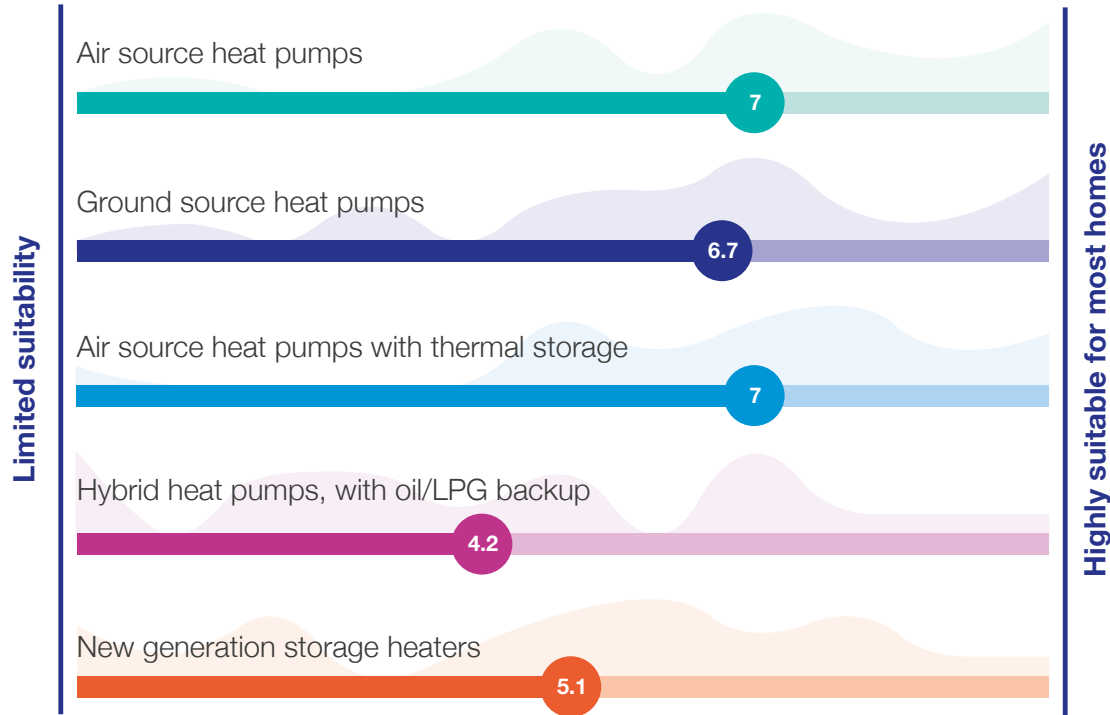 Limited suitability
Air source heat pumps
7
Ground source heat pumps
6.7
Air source heat pumps with thermal storage
7
Hybrid heat pumps, with oil/LPG backup
4.2
New generation storage heaters
5.1
Highly suitable for most homes